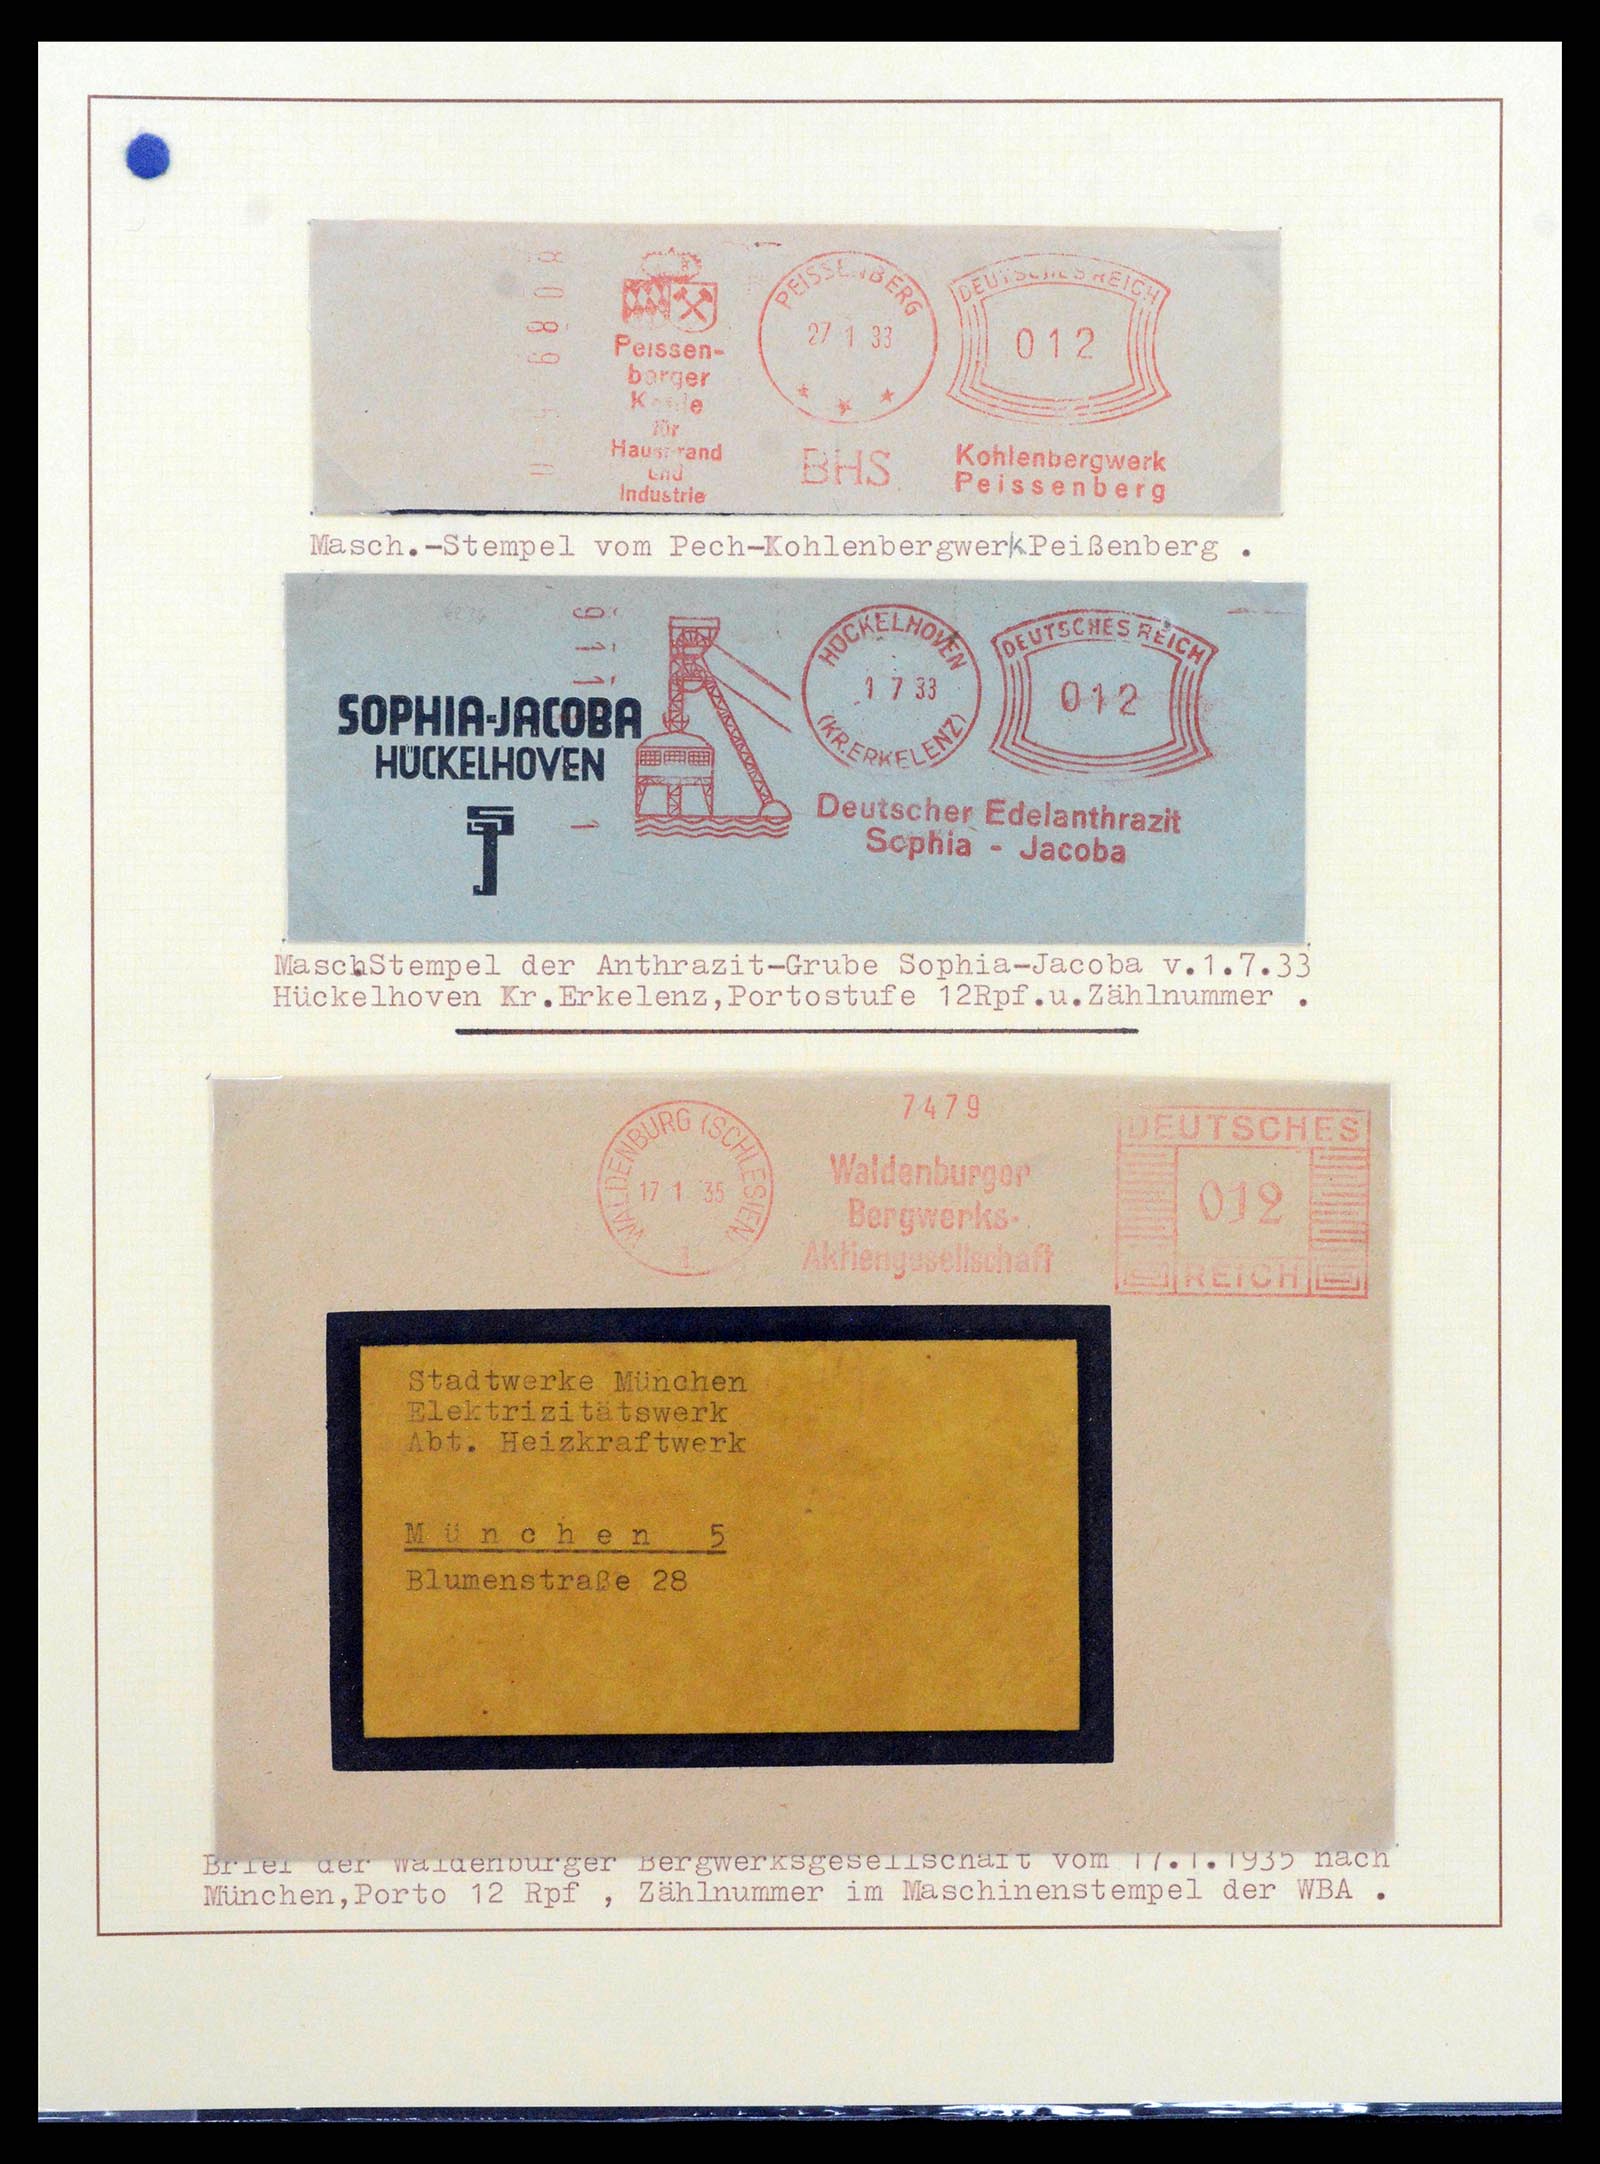 Peissen-
berger
Kohle
für
Hausbrand
und
Industrie
PEISSENBERG
27 1 33
BHS
DEUTSCHES REICH
012
Kohlenbergwerk
Peissenberg
Masch.-Stempel vom Pech-Kohlenbergwerk Peißenberg .
SOPHIA-JACOBA
HÜCKELHOVEN
SJ
HÜCKELHOVEN
1 7 33
(KR.ERKELENZ)
DEUTSCHES REICH
012
Deutscher Edelanthrazit
Sophia - Jacoba
MaschStempel der Anthrazit-Grube Sophia-Jacoba v.1.7.33
Hückelhoven Kr.Erkelenz,Portostufe 12Rpf.u.Zählnummer .
WALDENBURG (SCHLESIEN)
17 1 35
1
7479
Waldenburger
Bergwerks-
Aktiengesellschaft
DEUTSCHES
012
REICH
Stadtwerke München
Elektrizitätswerk
Abt. Heizkraftwerk
München 5
Blumenstraße 28
Brief der Waldenburger Bergwerksgesellschaft vom 17.1.1935 nach
München,Porto 12 Rpf , Zählnummer im Maschinenstempel der WBA .